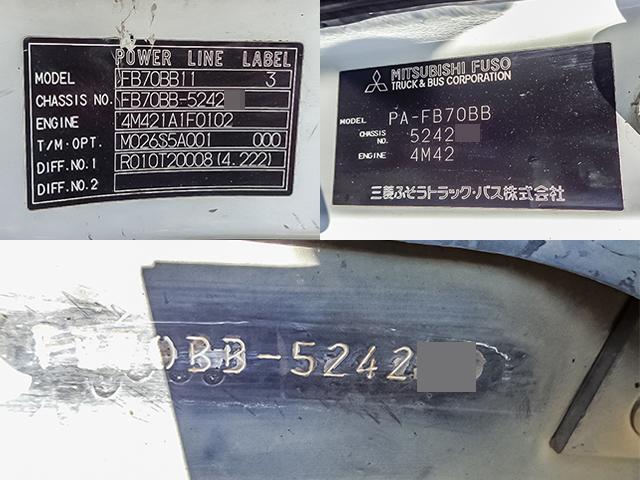 POWER LINE LABEL
MODEL FB70BB11 3
CHASSIS NO. FB70BB-5242
ENGINE 4M421A1F0102
T/M·OPT. M026S5A001 000
DIFF.NO.1 R010T20008(4.222)
DIFF.NO.2
MITSUBISHI FUSO
TRUCK & BUS CORPORATION
MODEL PA-FB70BB
CHASSIS NO. 5242
ENGINE 4M42
三菱ふそうトラック・バス株式会社
0BB-5242